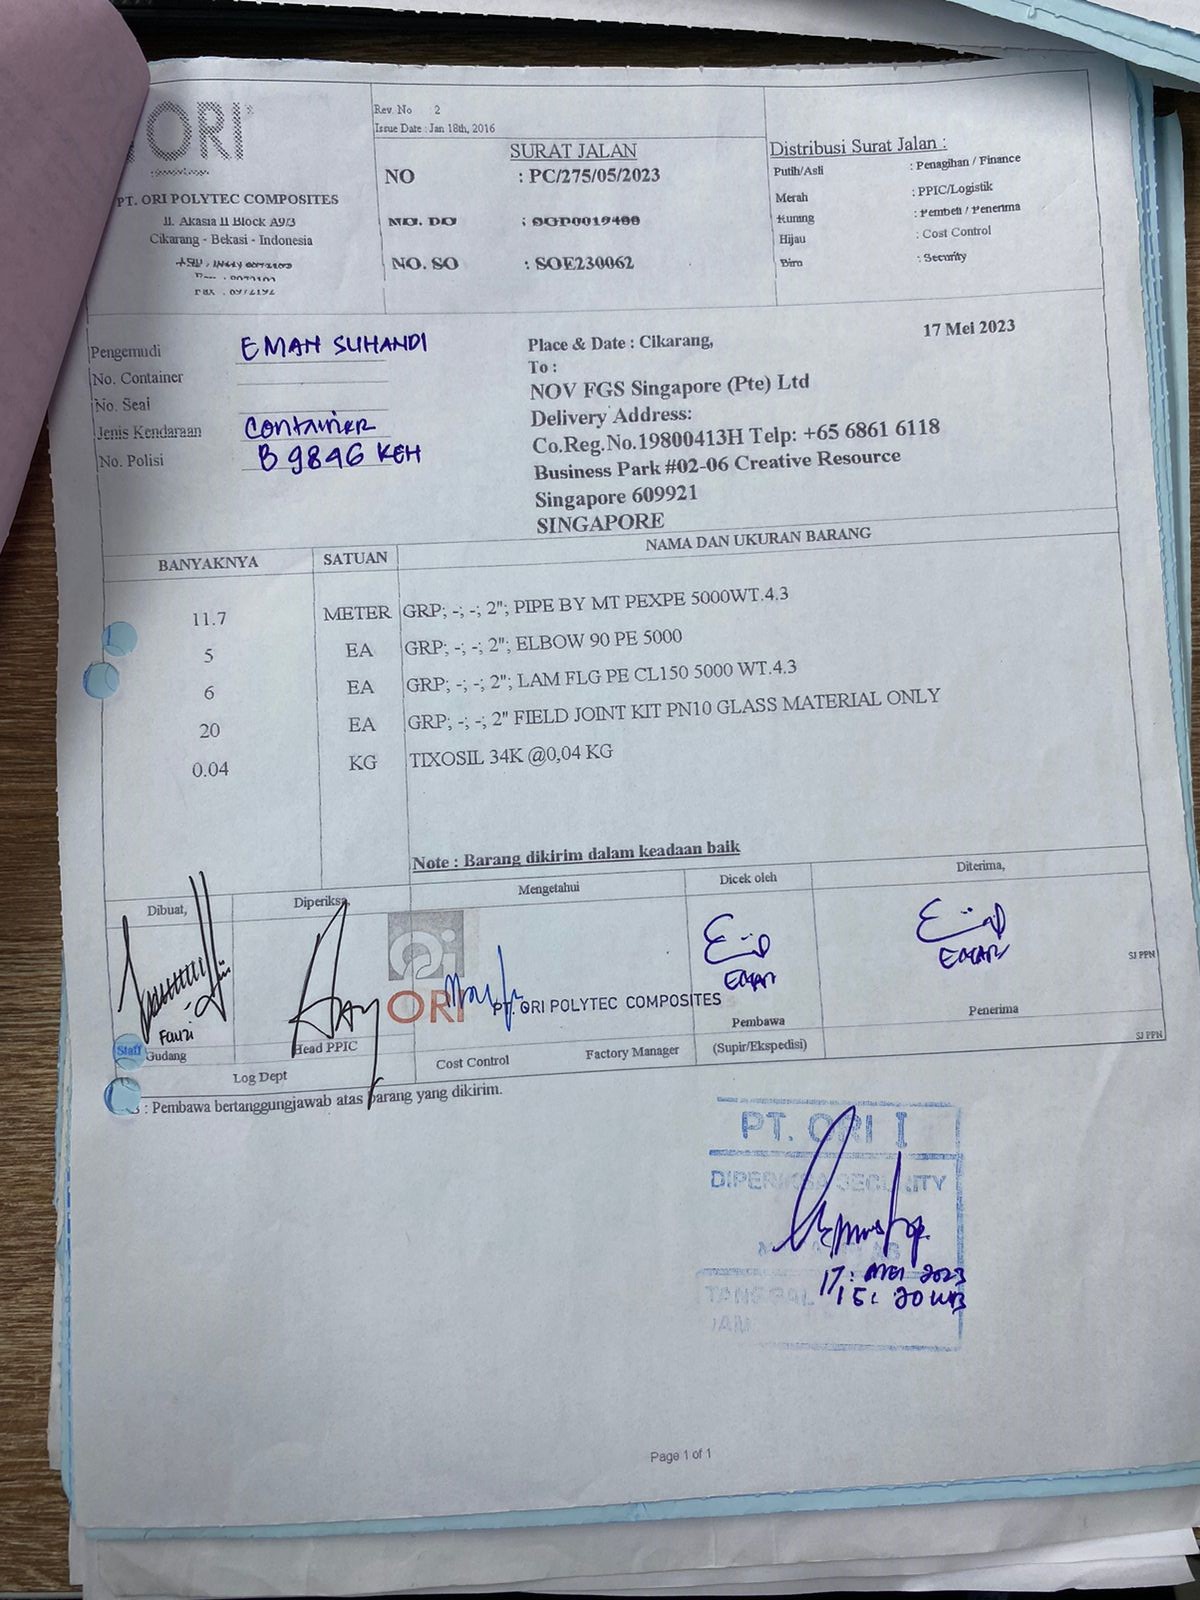 ORI
Rev. No 2
Issue Date : Jan 18th, 2016
SURAT JALAN
NO : PC/275/05/2023
NO. DO
NO. SO : SOE230062
Distribusi Surat Jalan :
Putih/Asli : Penagihan / Finance
Merah : PPIC/Logistik
Kuning : Pembeli / Penerima
Hijau : Cost Control
Biru : Security
PT. ORI POLYTEC COMPOSITES
Jl. Akasia II Block A9/3
Cikarang - Bekasi - Indonesia
Pengemudi EMAN SUHANDI
No. Container
No. Seal
Jenis Kendaraan Container
No. Polisi B 9846 KEH
Place & Date : Cikarang, 17 Mei 2023
To :
NOV FGS Singapore (Pte) Ltd
Delivery Address:
Co.Reg.No.19800413H Telp: +65 6861 6118
Business Park #02-06 Creative Resource
Singapore 609921
SINGAPORE
BANYAKNYA SATUAN NAMA DAN UKURAN BARANG
11.7 METER GRP; -; -; 2"; PIPE BY MT PEXPE 5000WT.4.3
5 EA GRP; -; -; 2"; ELBOW 90 PE 5000
6 EA GRP; -; -; 2"; LAM FLG PE CL150 5000 WT.4.3
20 EA GRP; -; -; 2" FIELD JOINT KIT PN10 GLASS MATERIAL ONLY
0.04 KG TIXOSIL 34K @0,04 KG
Note : Barang dikirim dalam keadaan baik
Dibuat, Diperiksa, Mengetahui Dicek oleh Diterima,
EMAN EMAN
SJ PPN
ORI PT. ORI POLYTEC COMPOSITES
Fauzi
Pembawa Penerima
Staff Gudang Head PPIC Cost Control Factory Manager (Supir/Ekspedisi) SJ PPN
Log Dept
: Pembawa bertanggungjawab atas barang yang dikirim.
PT. ORI I
DIPERIKSA SECURITY
17 : MEI 2023
TANGGAL 15: 20 WIB
JAM
Page 1 of 1